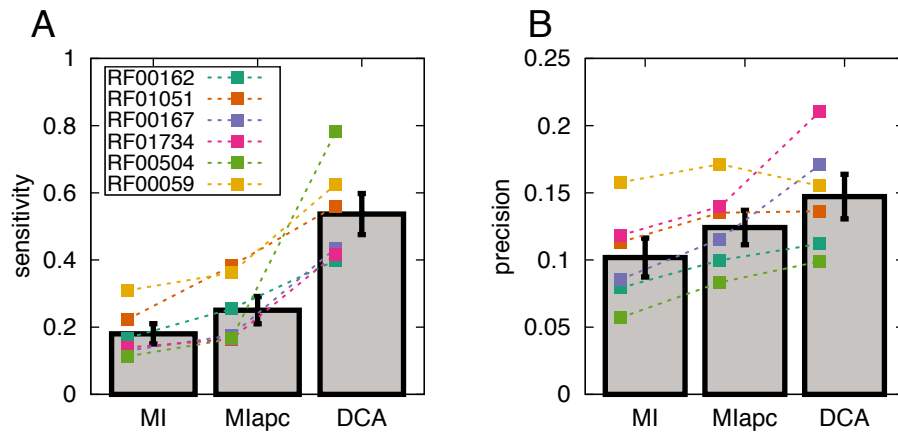 A
sensitivity
1
0.8
0.6
0.4
0.2
0
RF00162
RF01051
RF00167
RF01734
RF00504
RF00059
MI
MIapc
DCA
B
precision
0.25
0.2
0.15
0.1
0.05
0
MI
MIapc
DCA